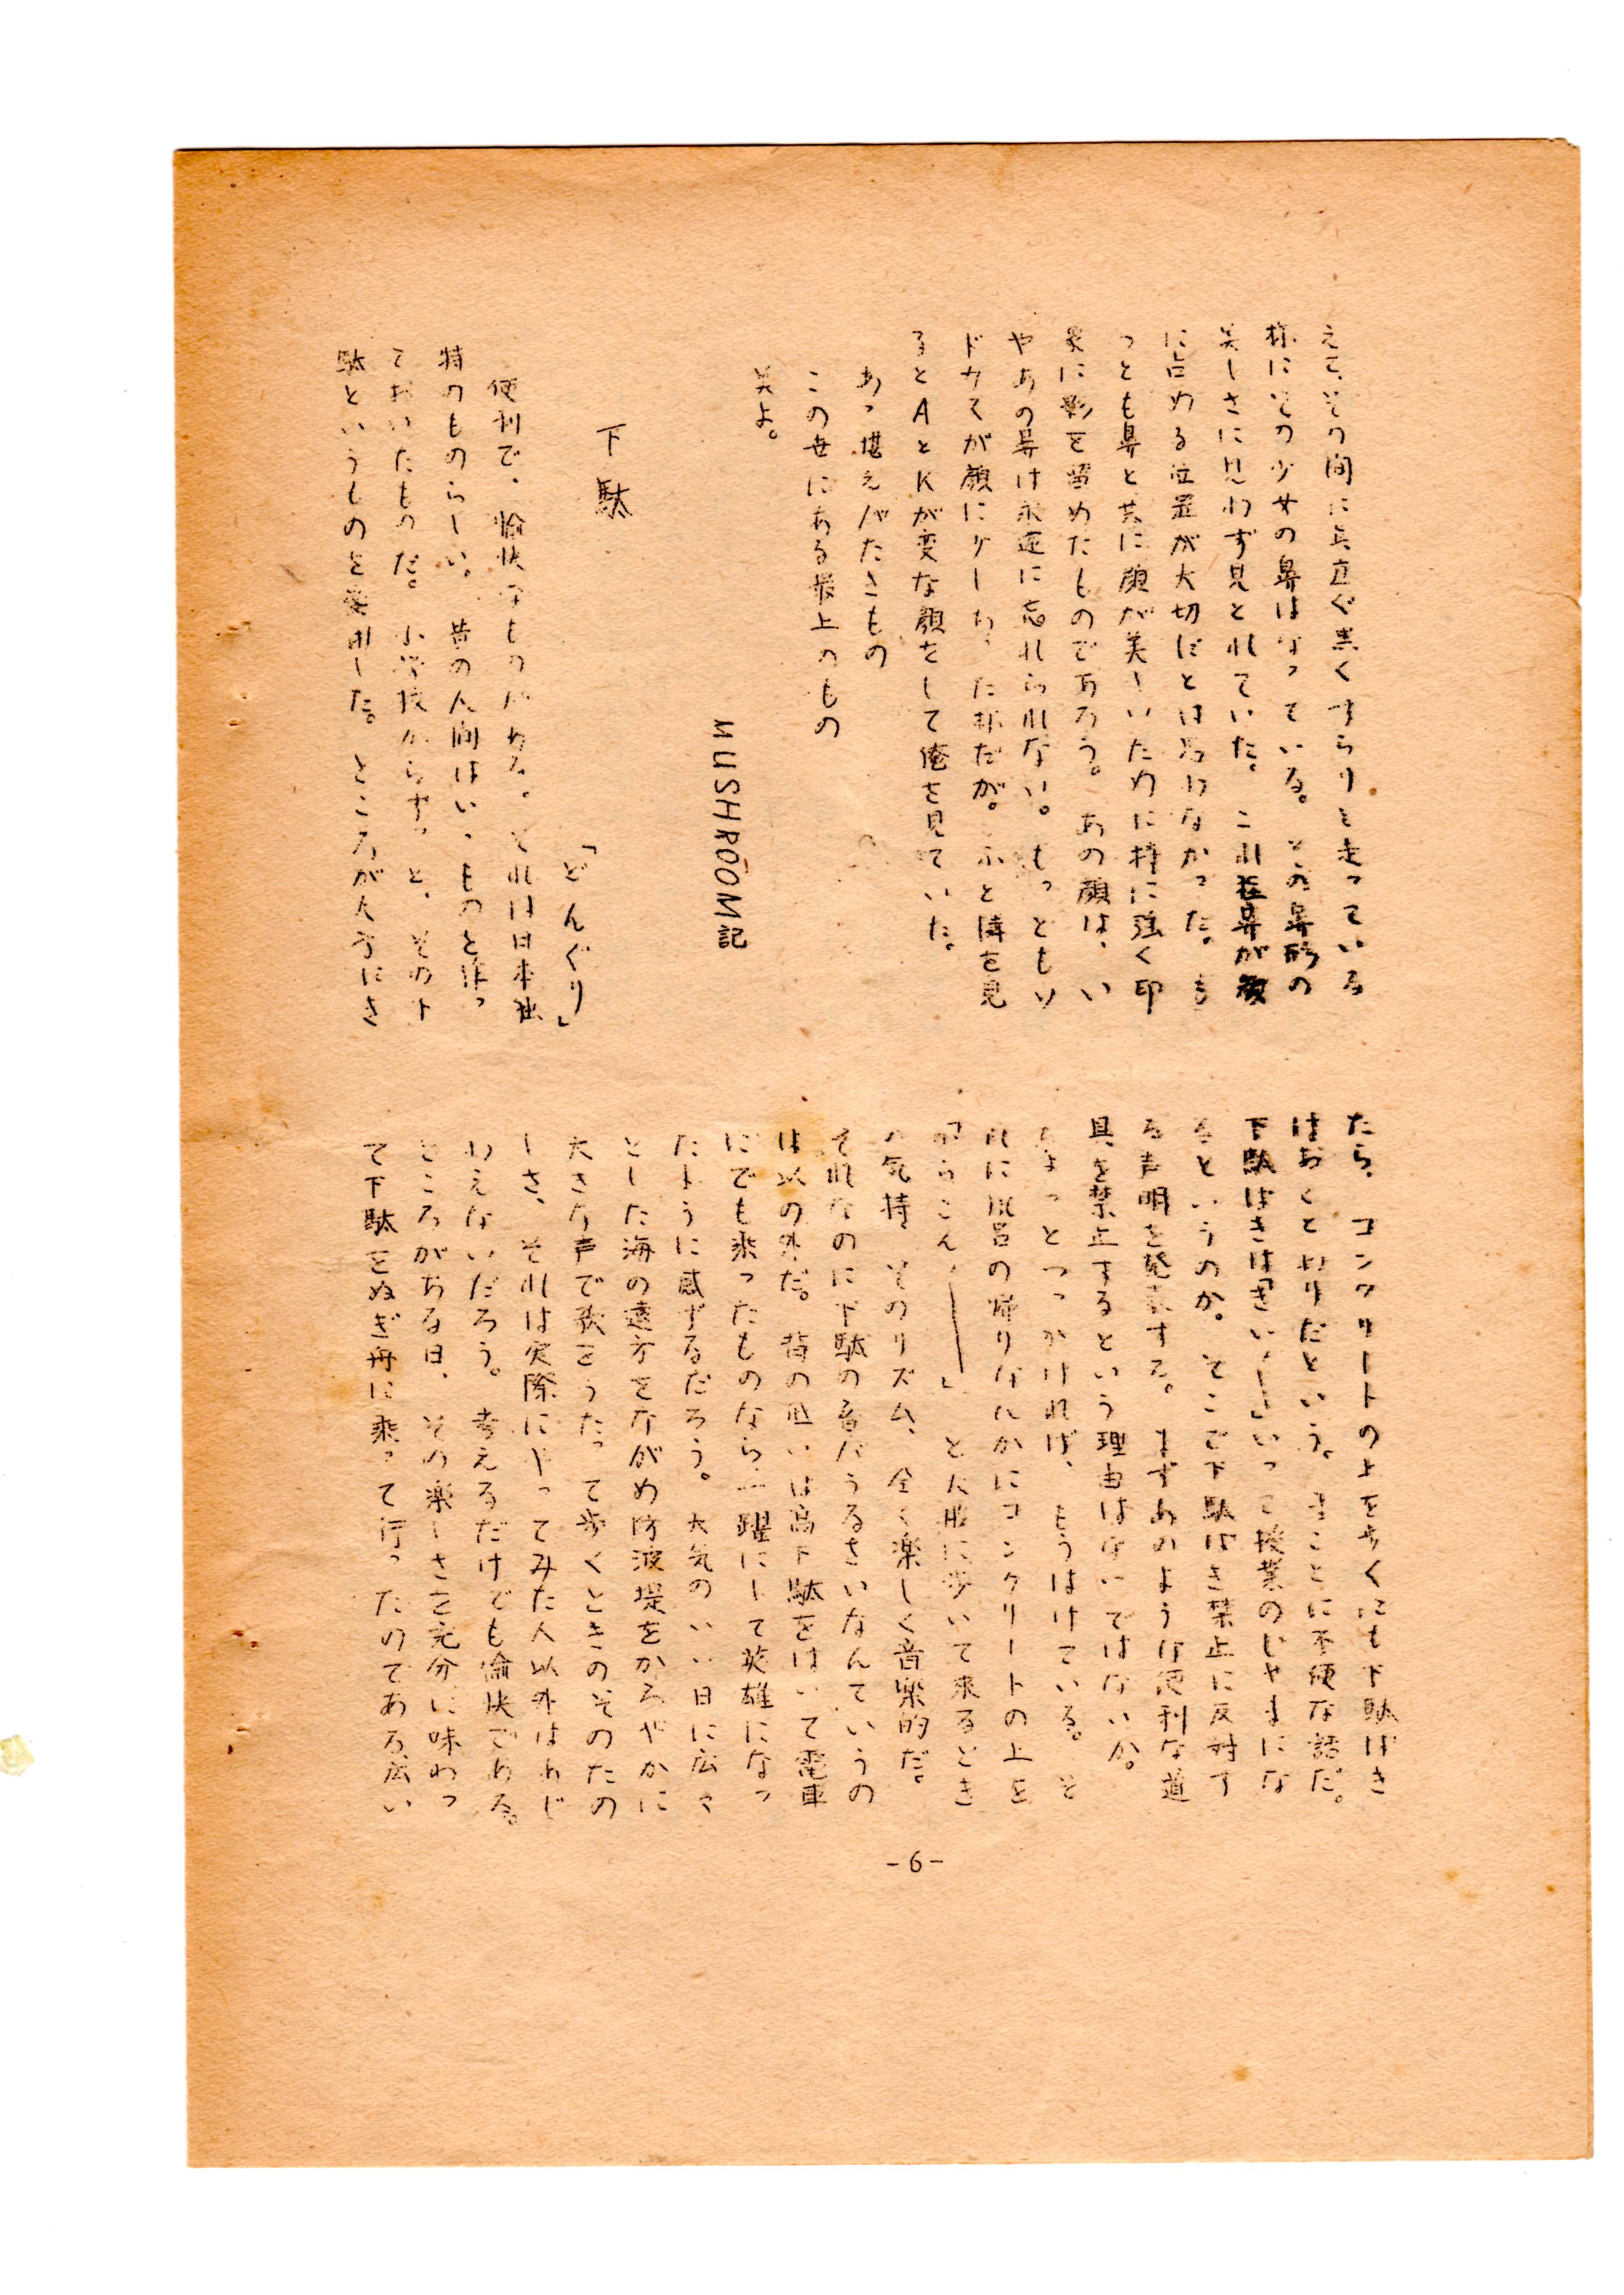 えて、その間に真直ぐ黒くすらりと走っている
様にその少女の鼻はなっている。その鼻形の
美しさに思わず見とれていた。これ程鼻が顔
に占める位置が大切だとは思わなかった。も
っとも鼻と共に顔が美しいために特に強く印
象に影を留めたものであろう。あの顔は、い
やあの鼻は永遠に忘れられない。もっともソ
ドカスが顔に少しあったが。ふと隣を見
るとAとKが変な顔をして俺を見ていた。
あゝ堪えがたきもの
この世にある最上のもの
美よ。
MUSHROOM記
下駄
「どんぐり」
便利で、愉快なものがある。それは日本独
特のものらしい。昔の人間はいゝものを作っ
ておいたものだ。小学校からずっと、その下
駄というものを愛用した。ところが大学にき
たら、コンクリートの上を歩くにも下駄ばき
はおことわりだという。まことに不便な話だ。
下駄ばきは「ぎいーー」いって授業のじゃまにな
るというのか。そこで下駄ばき禁止に反対す
る声明を発表する。まずあのような便利な道
具を禁止するという理由はないではないか。
ちょっとつっかければ、もうはけている。そ
れに風呂の帰りなんかにコンクリートの上を
「からこんーー」と大股に歩いて来るとき
の気持、そのリズム、全く楽しく音楽的だ。
それなのに下駄の音がうるさいなんていうの
は以の外だ。背の低いは高下駄をはいて電車
にでも乗ったものなら一躍にして英雄になっ
たように感ずるだろう。大気のいい日に広々
とした海の遠方をながめ防波堤をかろやかに
大きな声で歌をうたって歩くときのそのたの
しさ、それは実際にやってみた人以外はあじ
わえないだろう。考えるだけでも愉快である。
ところがある日、その楽しさを充分に味わっ
て下駄をぬぎ舟に乗って行ったのである広い
-6-